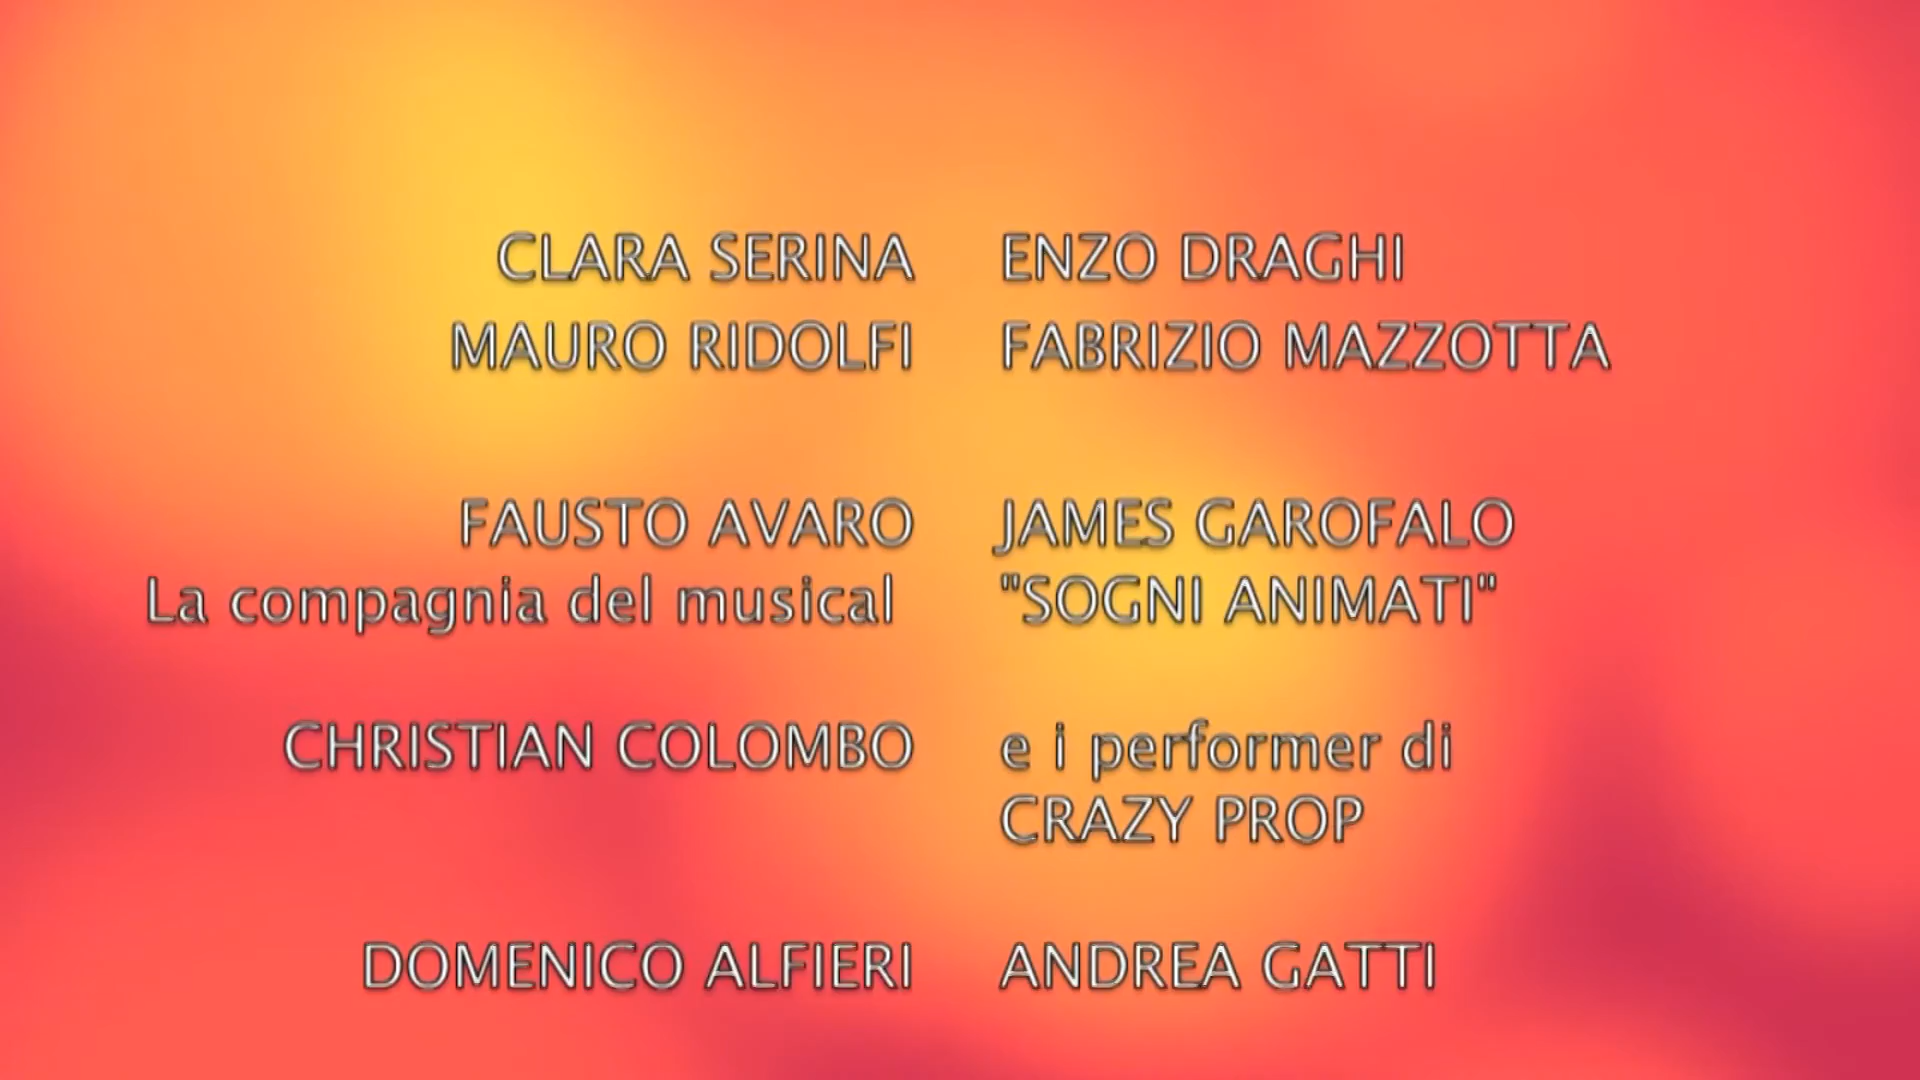 CLARA SERINA ENZO DRAGHI
MAURO RIDOLFI FABRIZIO MAZZOTTA
FAUSTO AVARO JAMES GAROFALO
La compagnia del musical "SOGNI ANIMATI"
CHRISTIAN COLOMBO e i performer di
CRAZY PROP
DOMENICO ALFIERI ANDREA GATTI